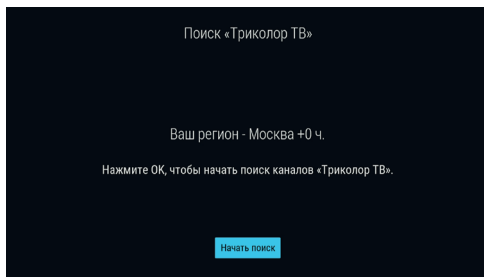 Поиск «Триколор ТВ»
Ваш регион - Москва +0 ч.
Нажмите ОК, чтобы начать поиск каналов «Триколор ТВ».
Начать поиск